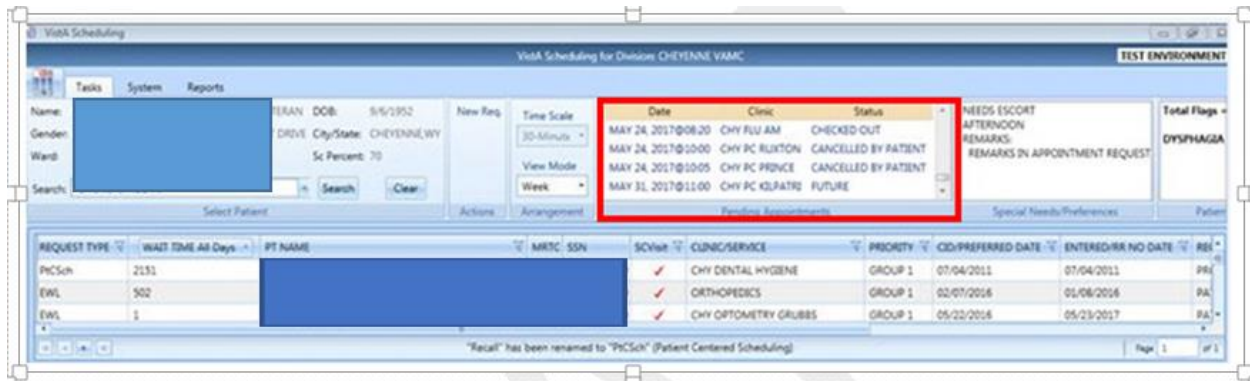 VistA Scheduling
VistA Scheduling for Division: CHEYENNE VAMC
TEST ENVIRONMENT
Tasks System Reports
Name: TERAN DOB: 9/6/1952
Gender: DRIVE City/State: CHEYENNE, WY
Ward: Sc Percent: 70
Search: Search Clear
Select Patient
New Req
Actions
Time Scale
30-Minute
View Mode
Week
Arrangement
Date Clinic Status
MAY 24, 2017@08:20 CHY FLU AM CHECKED OUT
MAY 24, 2017@10:00 CHY PC RUXTON CANCELLED BY PATIENT
MAY 24, 2017@10:05 CHY PC PRINCE CANCELLED BY PATIENT
MAY 31, 2017@11:00 CHY PC KILPATRI FUTURE
Pending Appointments
NEEDS ESCORT
AFTERNOON
REMARKS:
REMARKS IN APPOINTMENT REQUEST
Special Needs/Preferences
Total Flags =
DYSPHAGIA
Patien
REQUEST TYPE WAIT TIME All Days PT NAME MRTC SSN SCVisit CLINIC/SERVICE PRIORITY CID/PREFERRED DATE ENTERED/RR NO DATE
PtCSch 2151 CHY DENTAL HYGIENE GROUP 1 07/04/2011 07/04/2011
EWL 502 ORTHOPEDICS GROUP 1 02/07/2016 01/08/2016 PA
EWL 1 CHY OPTOMETRY GRUBBS GROUP 1 05/22/2016 05/23/2017 PA
"Recall" has been renamed to "PtCSch" (Patient Centered Scheduling)
Page 1 of 1